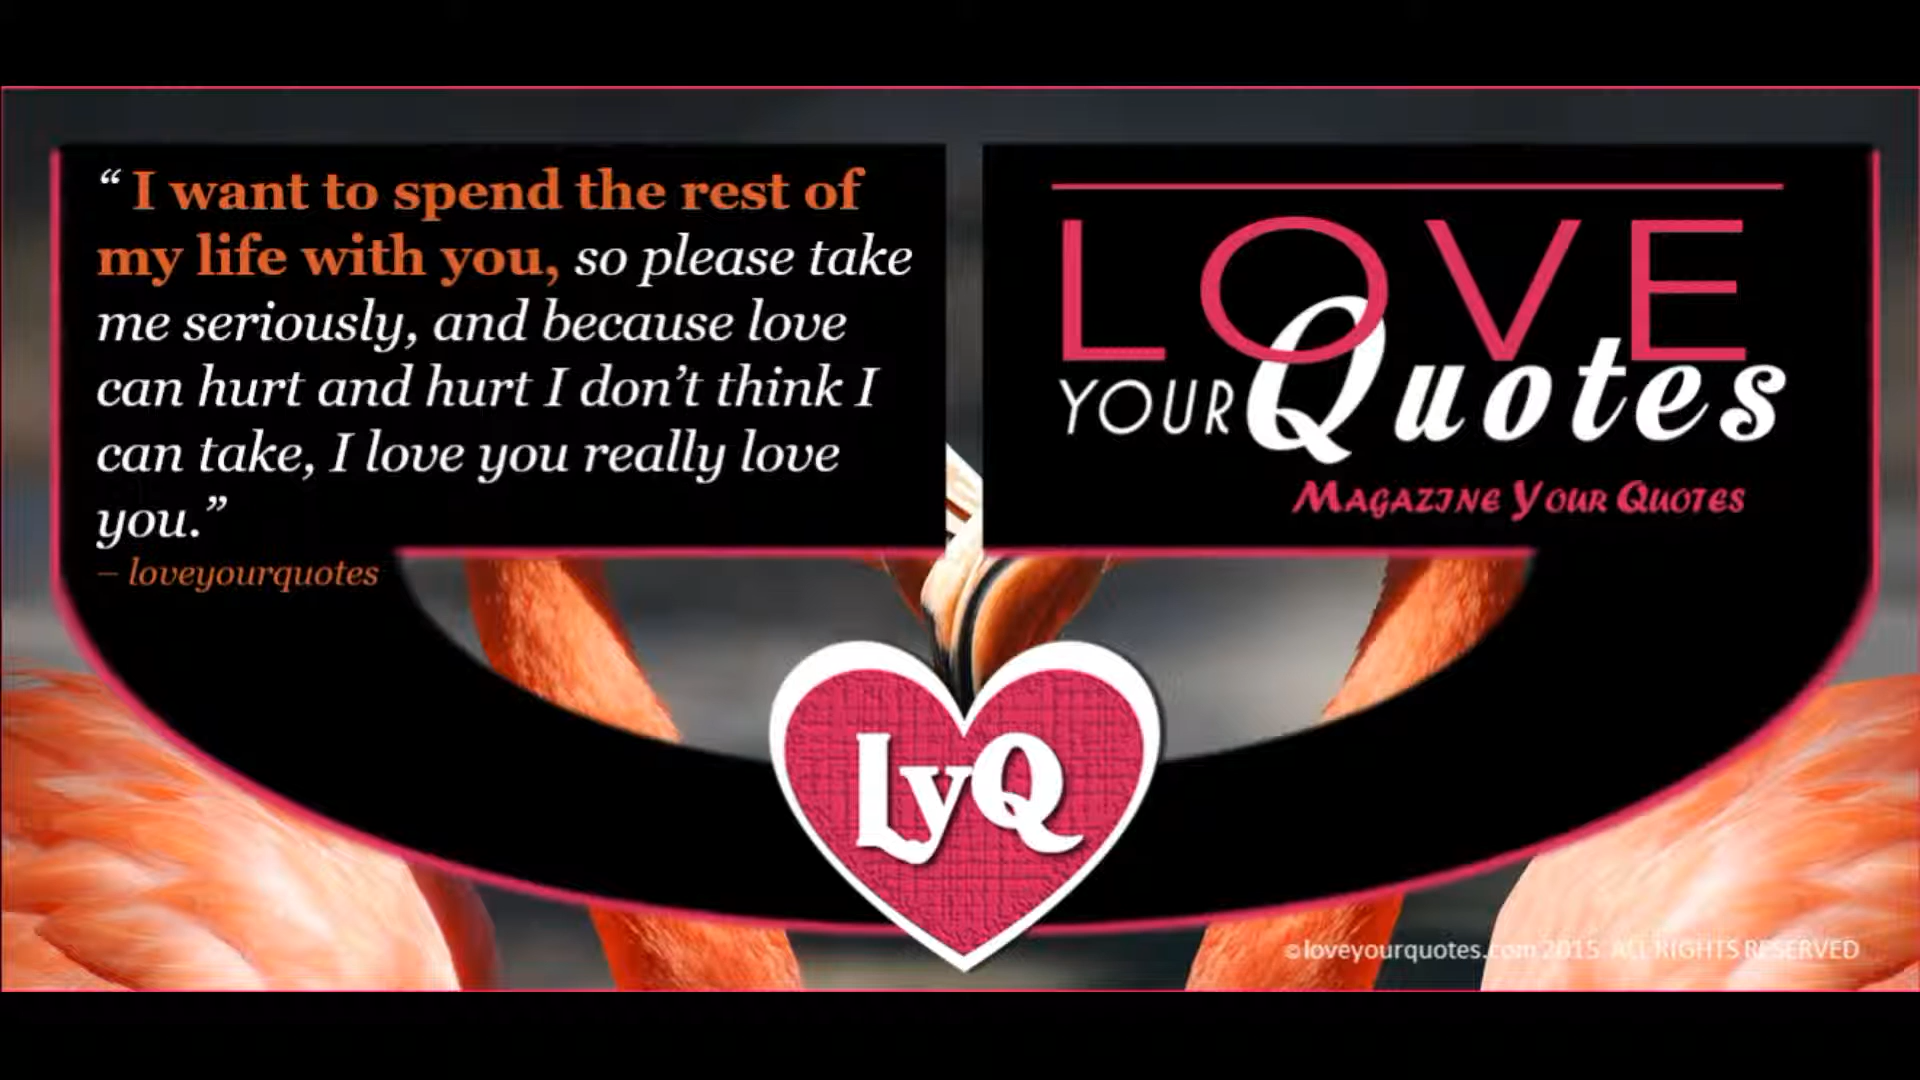 “ I want to spend the rest of
my life with you, so please take
me seriously, and because love
can hurt and hurt I don’t think I
can take, I love you really love
you.”
– loveyourquotes
LOVE
YOUR Quotes
MAGAZINE YOUR QUOTES
LyQ
©loveyourquotes.com 2015 ALL RIGHTS RESERVED